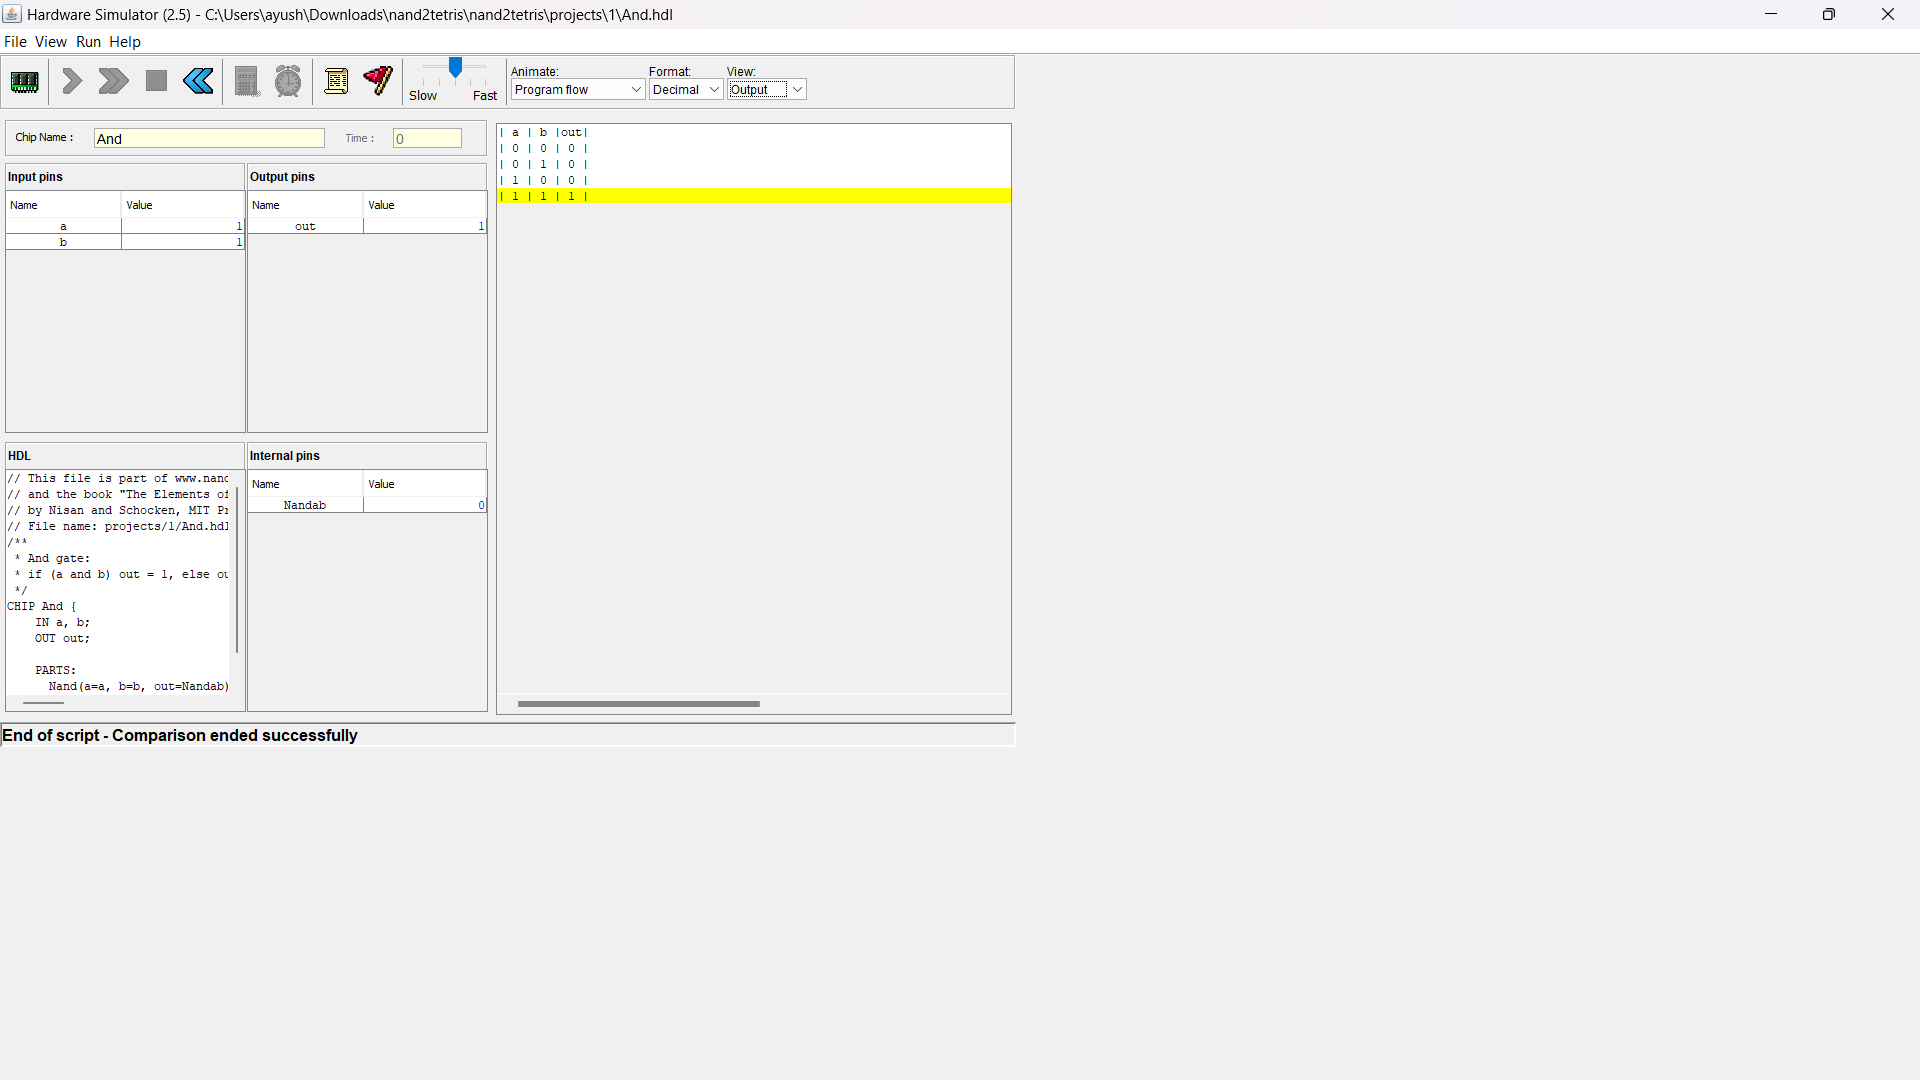 Hardware Simulator (2.5) - C:\Users\ayush\Downloads\nand2tetris\nand2tetris\projects\1\And.hdl
File View Run Help
Slow Fast
Animate: Format: View:
Program flow Decimal Output
Chip Name : And Time : 0
Input pins
Name Value
a 1
b 1
Output pins
Name Value
out 1
| a | b |out|
| 0 | 0 | 0 |
| 0 | 1 | 0 |
| 1 | 0 | 0 |
| 1 | 1 | 1 |
HDL
// This file is part of www.nand
// and the book "The Elements of
// by Nisan and Schocken, MIT Pr
// File name: projects/1/And.hdl
/**
* And gate:
* if (a and b) out = 1, else ou
*/
CHIP And {
IN a, b;
OUT out;
PARTS:
Nand(a=a, b=b, out=Nandab)
Internal pins
Name Value
Nandab 0
End of script - Comparison ended successfully